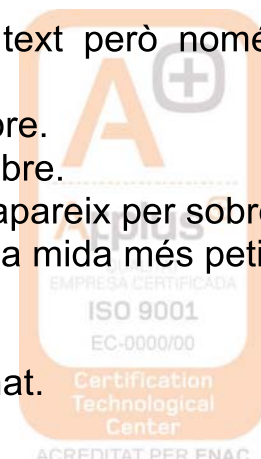 text però només
A+
bre.
bre.
Applus⊕
apareix per sobre
a mida més peti
EMPRESA CERTIFICADA
ISO 9001
EC-0000/00
at.
Certification
Technological
Center
ACREDITAT PER ENAC